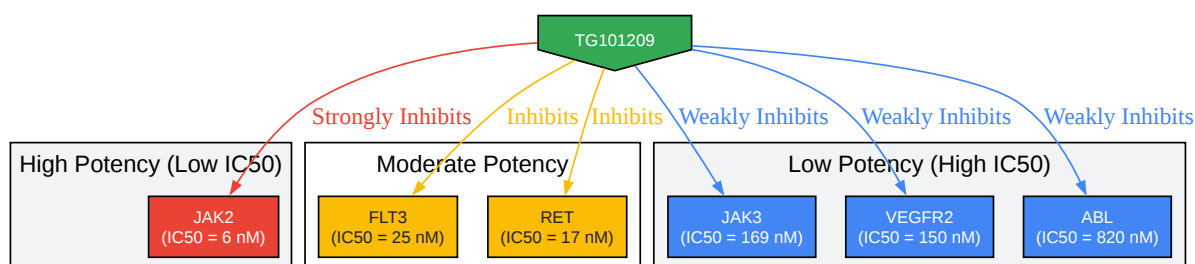 TG101209
Strongly Inhibits
Inhibits
Inhibits
Weakly Inhibits
Weakly Inhibits
Weakly Inhibits
High Potency (Low IC50)
Moderate Potency
Low Potency (High IC50)
JAK2
(IC50 = 6 nM)
FLT3
(IC50 = 25 nM)
RET
(IC50 = 17 nM)
JAK3
(IC50 = 169 nM)
VEGFR2
(IC50 = 150 nM)
ABL
(IC50 = 820 nM)